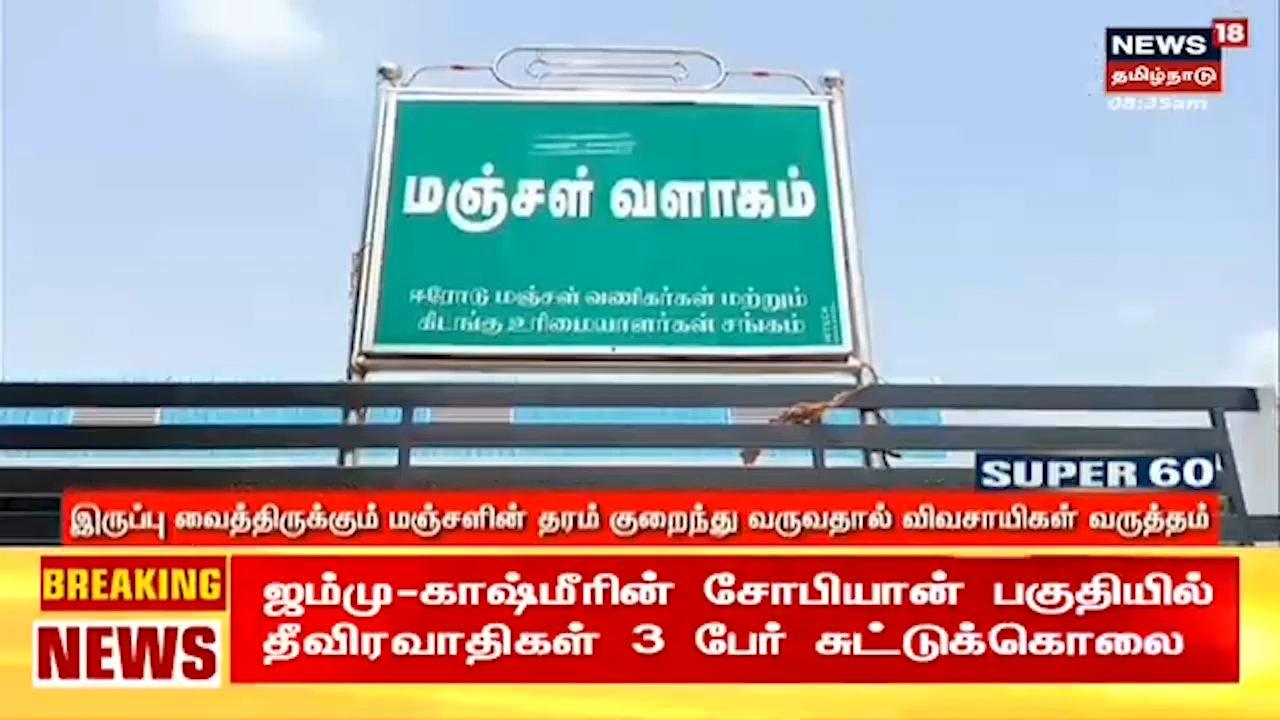 NEWS 18
தமிழ்நாடு
08:35am
மஞ்சள் வளாகம்
ஈரோடு மஞ்சள் வணிகர்கள் மற்றும்
கிடங்கு உரிமையாளர்கள் சங்கம்
SUPER 60
இருப்பு வைத்திருக்கும் மஞ்சளின் தரம் குறைந்து வருவதால் விவசாயிகள் வருத்தம்
BREAKING
NEWS
ஜம்மு-காஷ்மீரின் சோபியான் பகுதியில்
தீவிரவாதிகள் 3 பேர் சுட்டுக்கொலை